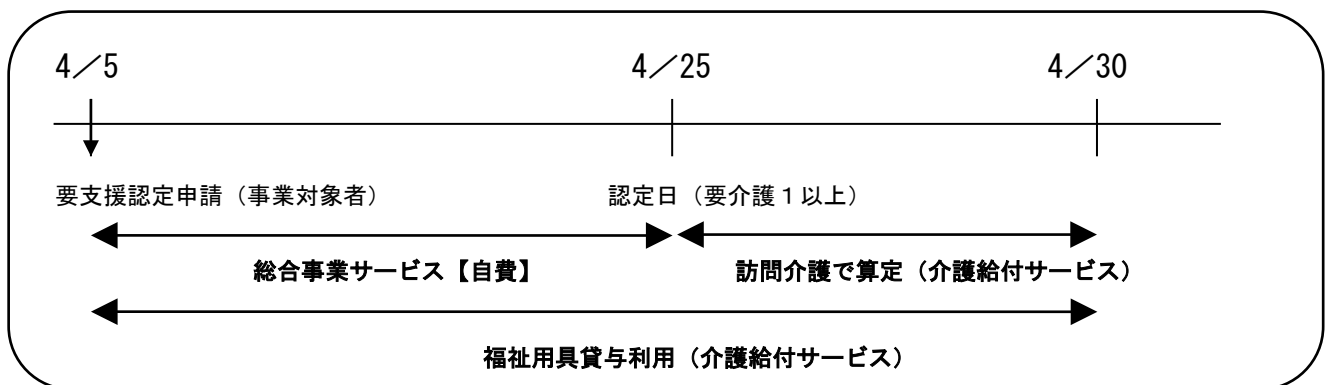 4/5 4/25 4/30
要支援認定申請（事業対象者） 認定日（要介護１以上）
総合事業サービス【自費】 訪問介護で算定（介護給付サービス）
福祉用具貸与利用（介護給付サービス）